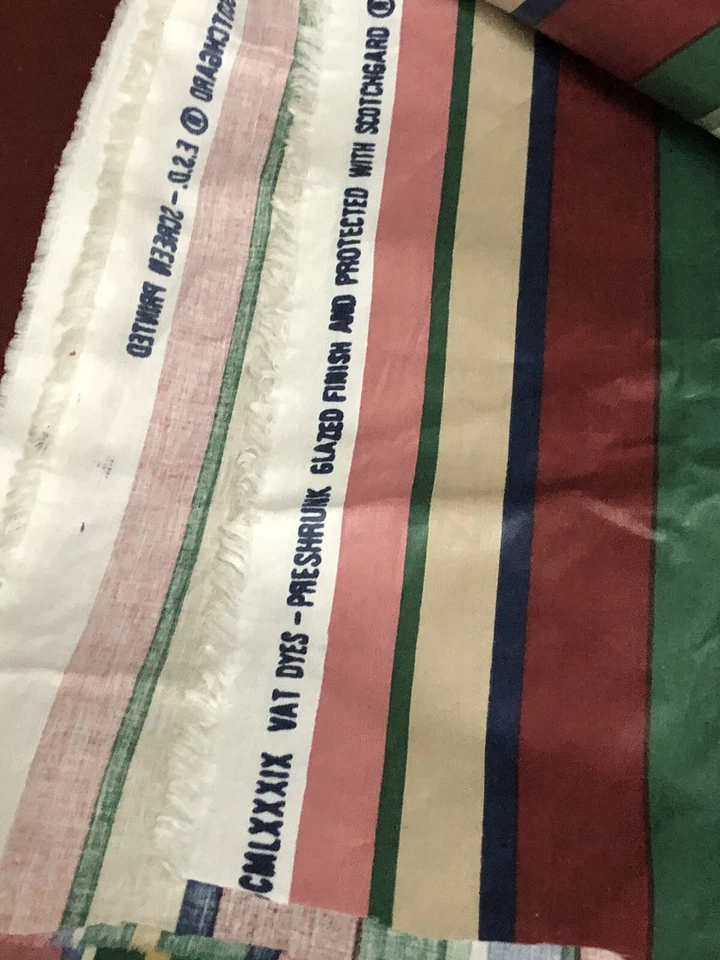 CMLXXXIX VAT DYES - PRESHRUNK GLAZED FINISH AND PROTECTED WITH SCOTCHGARD ®
SCOTCHGARD ® E.S.D. - SCREEN PRINTED